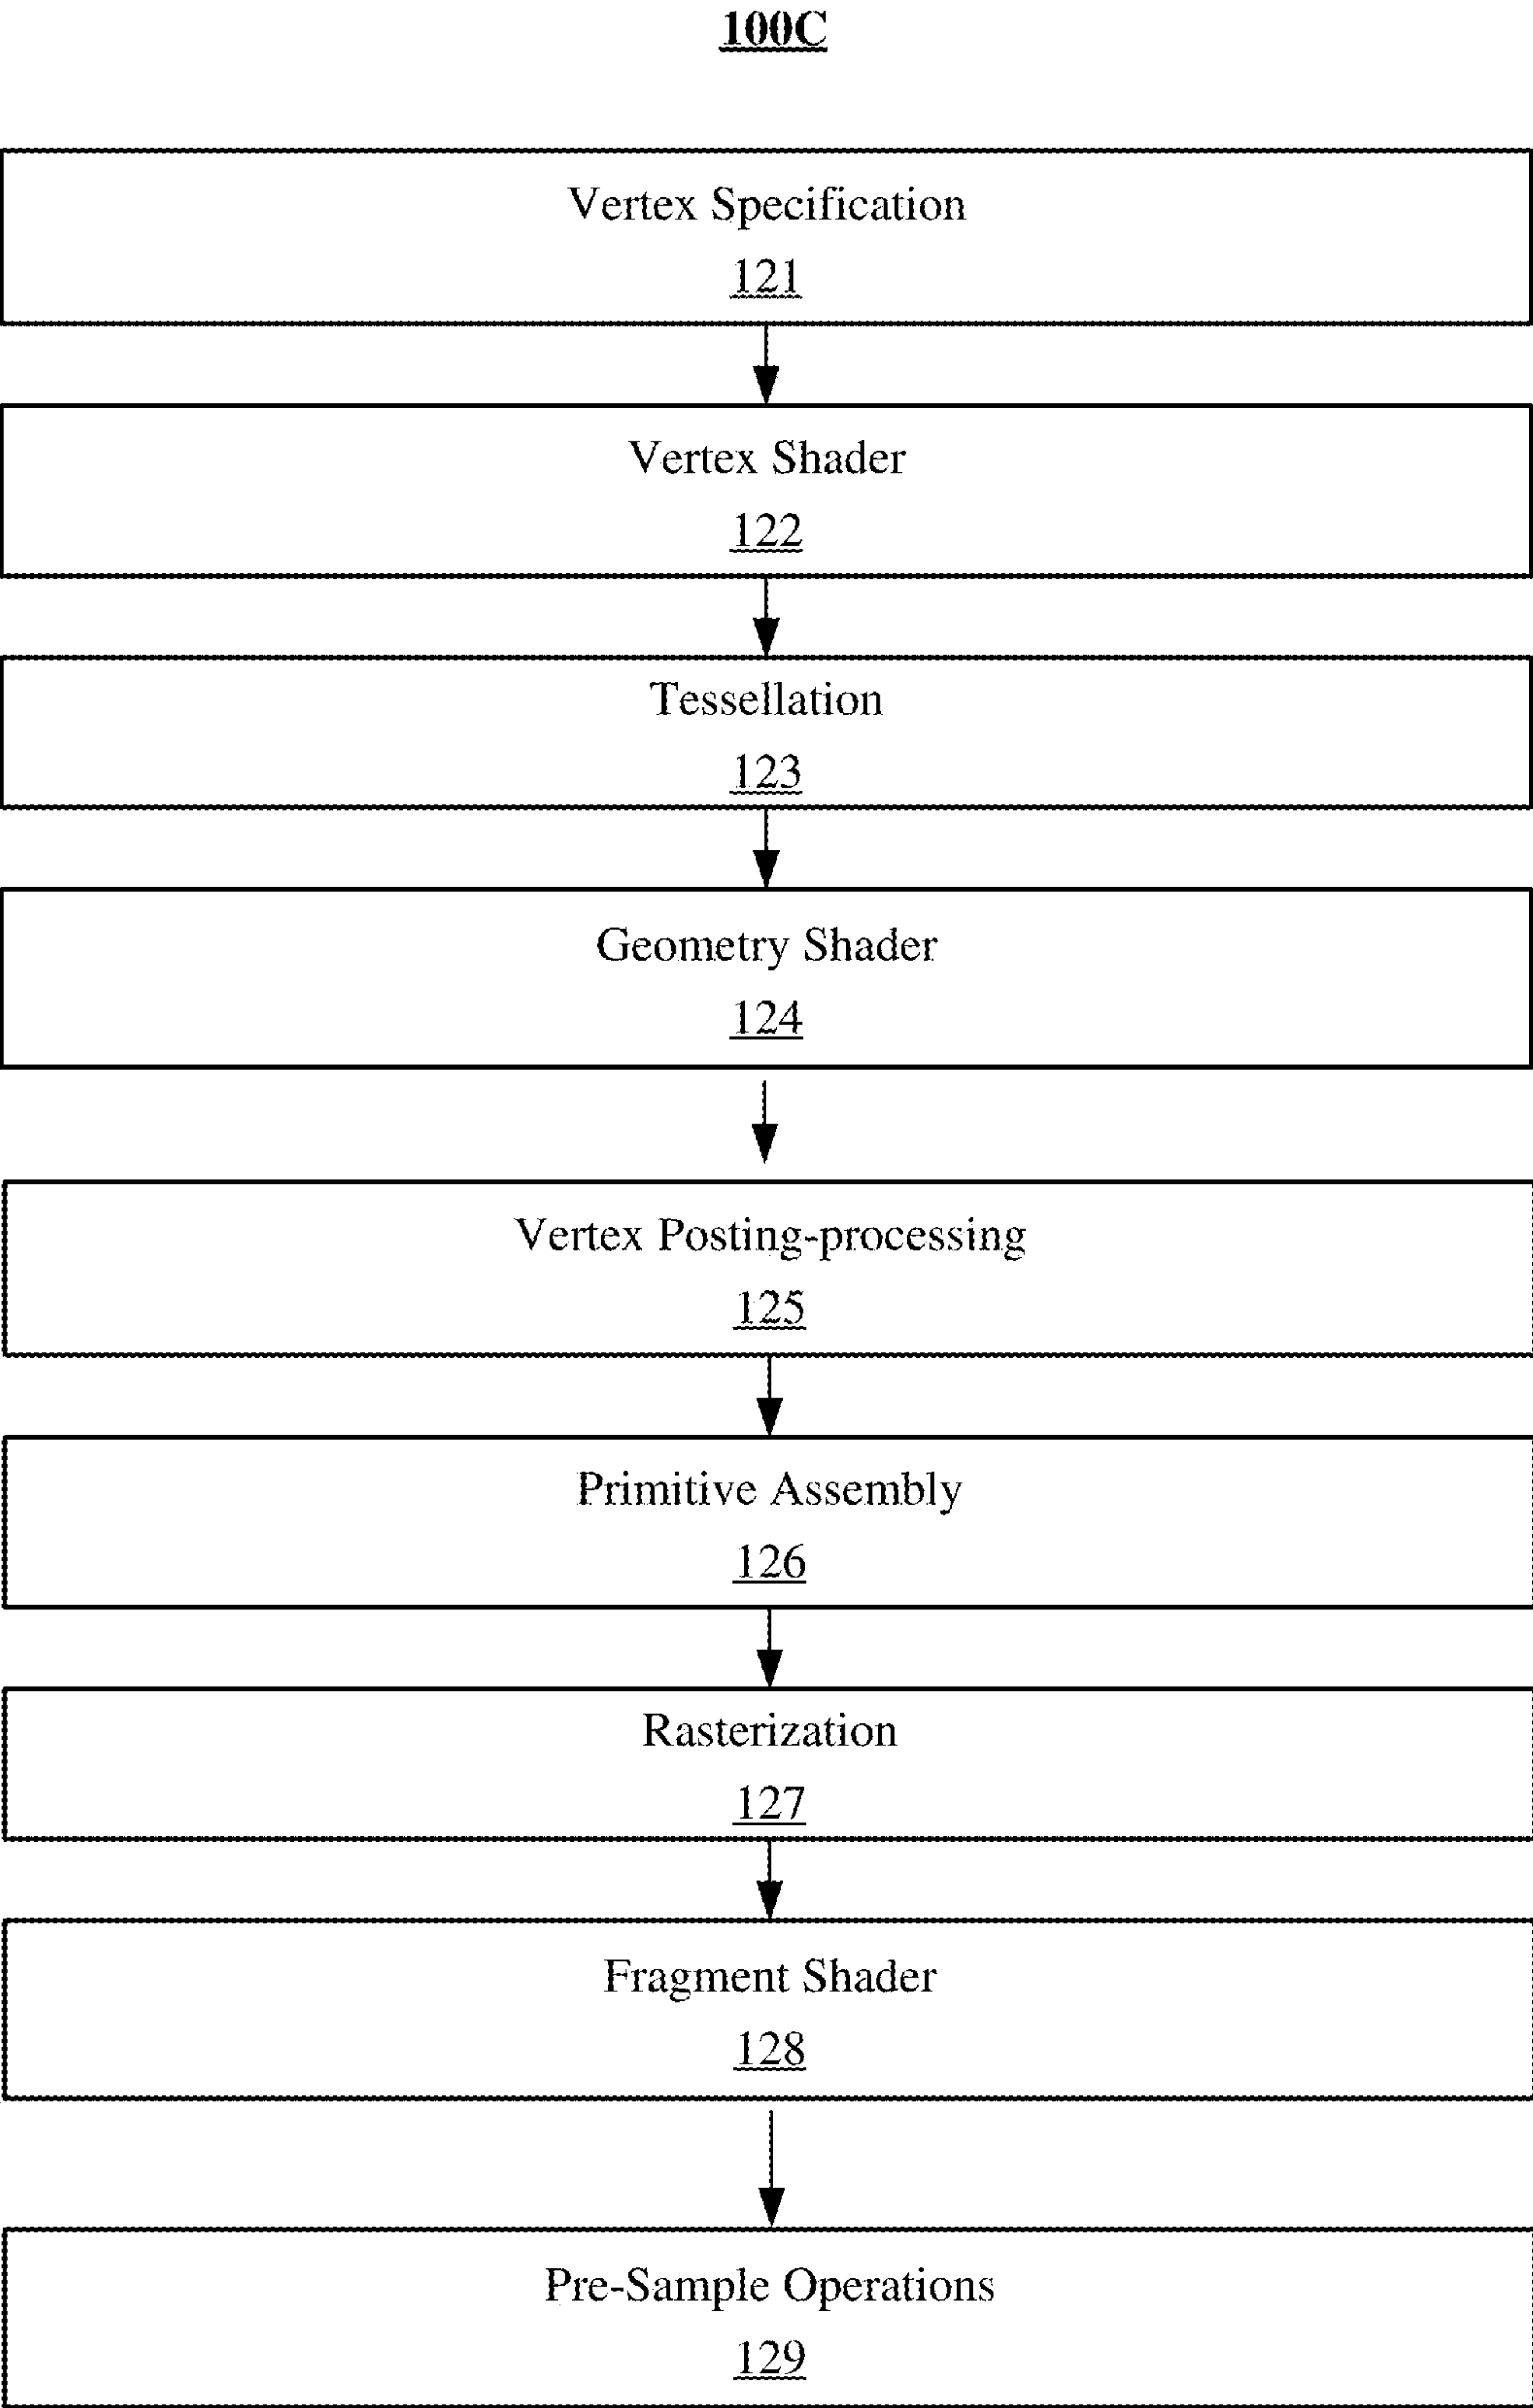 100C
Vertex Specification
121
Vertex Shader
122
Tessellation
123
Geometry Shader
124
Vertex Posting-processing
125
Primitive Assembly
126
Rasterization
127
Fragment Shader
128
Pre-Sample Operations
129